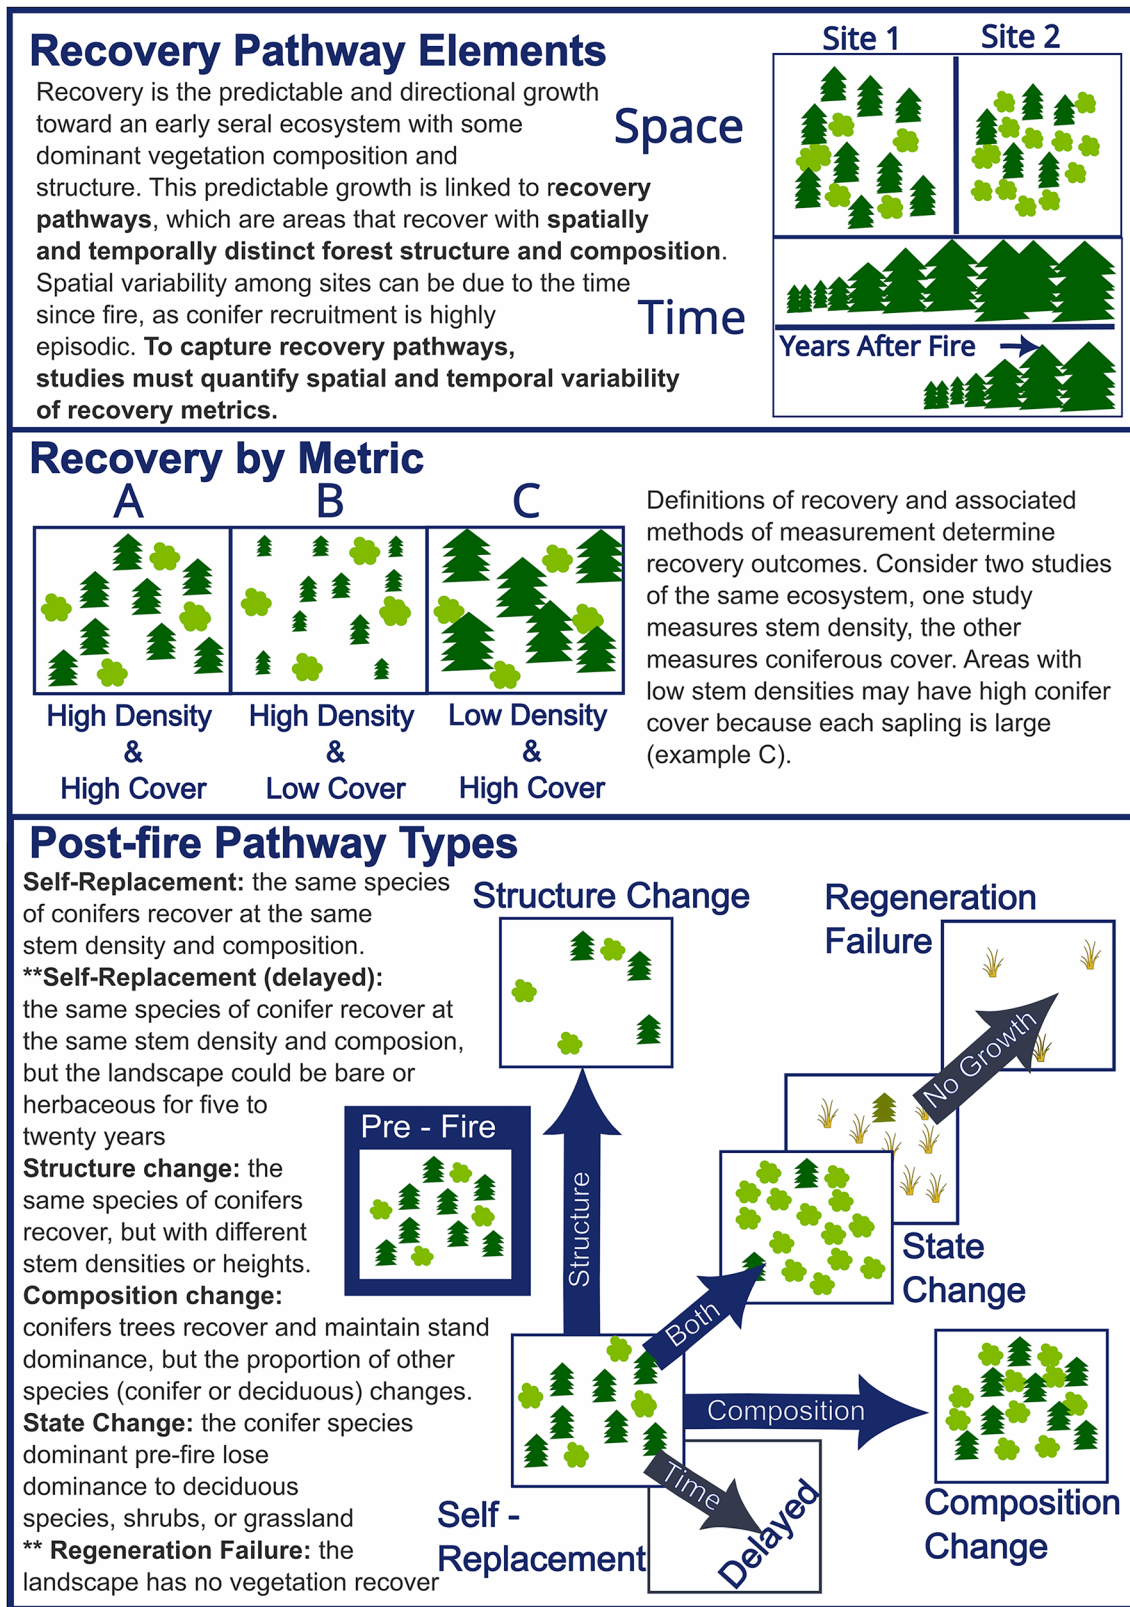 Recovery Pathway Elements
Recovery is the predictable and directional growth
toward an early seral ecosystem with some
dominant vegetation composition and
structure. This predictable growth is linked to recovery
pathways, which are areas that recover with spatially
and temporally distinct forest structure and composition.
Spatial variability among sites can be due to the time
since fire, as conifer recruitment is highly
episodic. To capture recovery pathways,
studies must quantify spatial and temporal variability
of recovery metrics.
Site 1
Site 2
Space
Time
Years After Fire
Recovery by Metric
A
B
C
High Density
&
High Cover
High Density
&
Low Cover
Low Density
&
High Cover
Definitions of recovery and associated
methods of measurement determine
recovery outcomes. Consider two studies
of the same ecosystem, one study
measures stem density, the other
measures coniferous cover. Areas with
low stem densities may have high conifer
cover because each sapling is large
(example C).
Post-fire Pathway Types
Self-Replacement: the same species
of conifers recover at the same
stem density and composition.
**Self-Replacement (delayed):
the same species of conifer recover at
the same stem density and composion,
but the landscape could be bare or
herbaceous for five to
twenty years
Structure change: the
same species of conifers
recover, but with different
stem densities or heights.
Composition change:
conifers trees recover and maintain stand
dominance, but the proportion of other
species (conifer or deciduous) changes.
State Change: the conifer species
dominant pre-fire lose
dominance to deciduous
species, shrubs, or grassland
** Regeneration Failure: the
landscape has no vegetation recover
Structure Change
Regeneration
Failure
No Growth
Pre - Fire
Structure
State
Change
Both
Composition
Composition
Change
Time
Delayed
Self -
Replacement